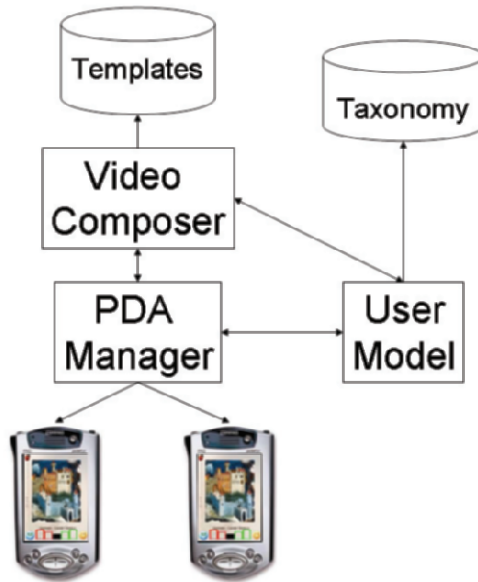 Templates
Taxonomy
Video
Composer
PDA
Manager
User
Model